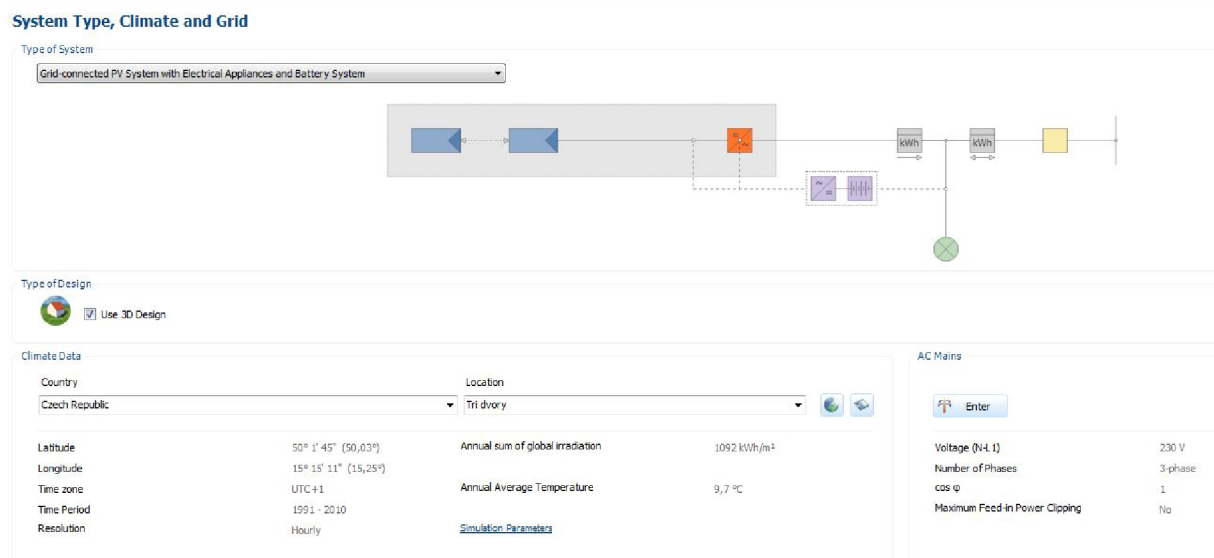 System Type, Climate and Grid
Type of System
Grid-connected PV System with Electrical Appliances and Battery System
kWh
kWh
Type of Design
Use 3D Design
Climate Data
AC Mains
Country
Location
Czech Republic
Tri dvory
Enter
Latitude 50° 1' 45" (50,03°) Annual sum of global irradiation 1092 kWh/m² Voltage (N-L1) 230 V
Longitude 15° 15' 11" (15,25°) Number of Phases 3-phase
Time zone UTC+1 Annual Average Temperature 9,7 °C cos φ 1
Time Period 1991 - 2010 Maximum Feed-in Power Clipping No
Resolution Hourly Simulation Parameters